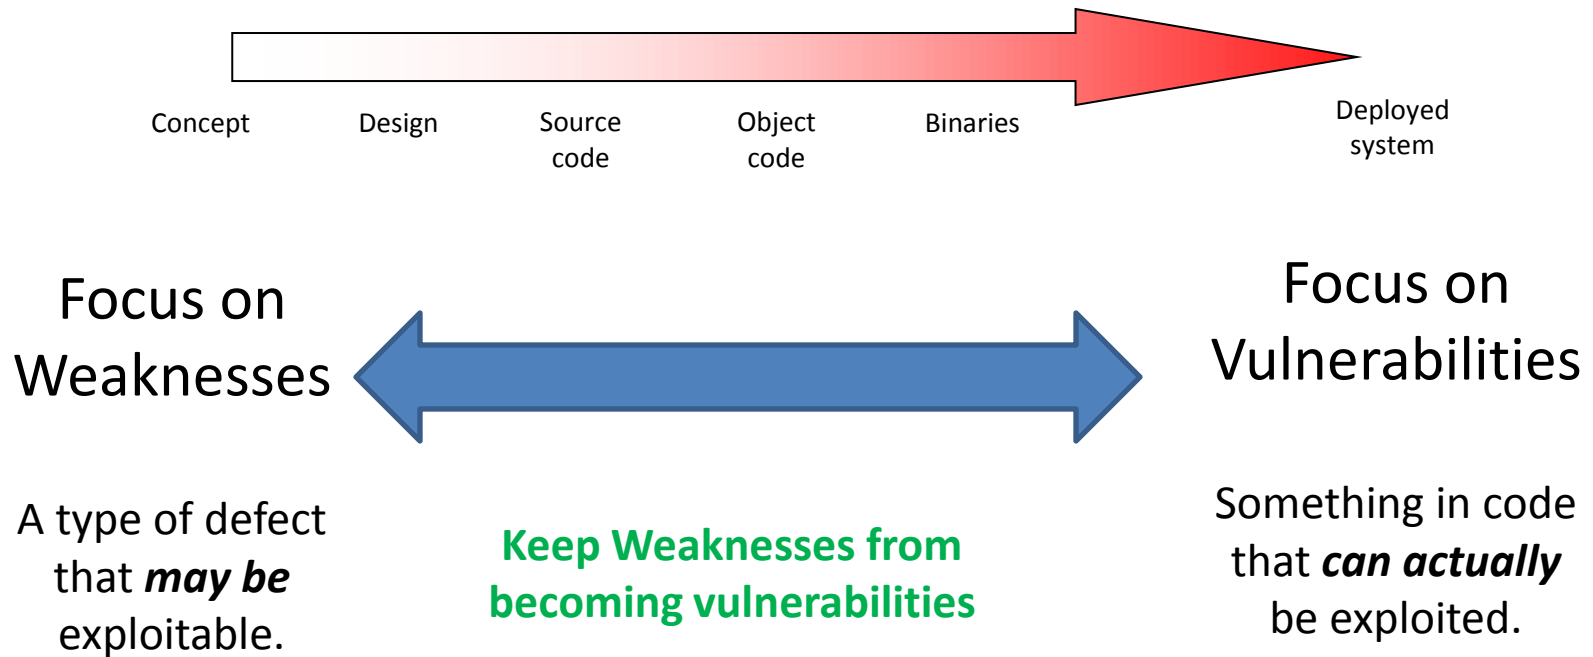 Concept
Design
Source
code
Object
code
Binaries
Deployed
system
Focus on
Weaknesses
Focus on
Vulnerabilities
A type of defect
that may be
exploitable.
Keep Weaknesses from
becoming vulnerabilities
Something in code
that can actually
be exploited.